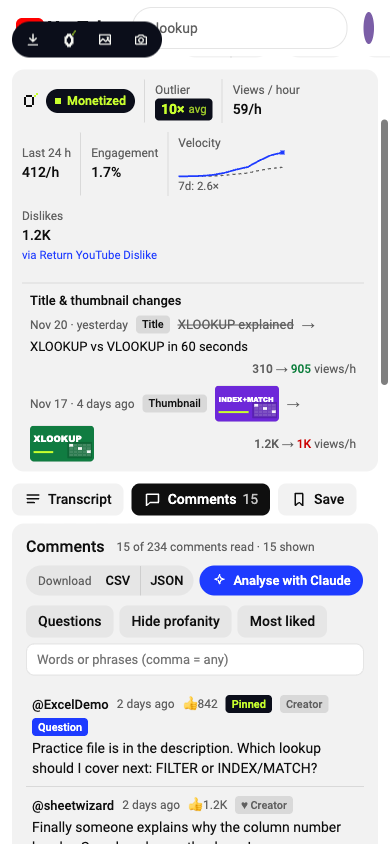 lookup
Monetized
Outlier
10× avg
Views / hour
59/h
Last 24 h
412/h
Engagement
1.7%
Velocity
7d: 2.6×
Dislikes
1.2K
via Return YouTube Dislike
Title & thumbnail changes
Nov 20 · yesterday Title XLOOKUP explained →
XLOOKUP vs VLOOKUP in 60 seconds
310 → 905 views/h
Nov 17 · 4 days ago Thumbnail INDEX+MATCH →
XLOOKUP
1.2K → 1K views/h
Transcript Comments 15 Save
Comments 15 of 234 comments read · 15 shown
Download CSV JSON Analyse with Claude
Questions Hide profanity Most liked
Words or phrases (comma = any)
@ExcelDemo 2 days ago 👍842 Pinned Creator
Question
Practice file is in the description. Which lookup
should I cover next: FILTER or INDEX/MATCH?
@sheetwizard 2 days ago 👍1.2K ♥ Creator
Finally someone explains why the column number